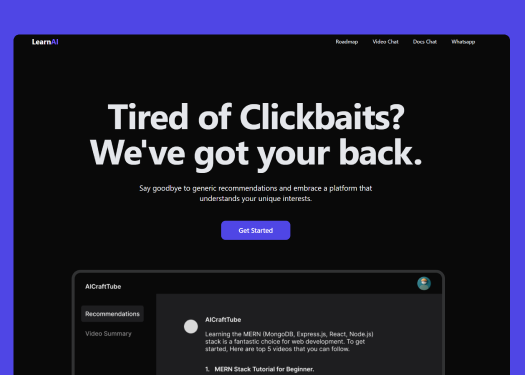 LearnAI
Roadmap Video Chat Docs Chat Whatsapp
Tired of Clickbaits?
We've got your back.
Say goodbye to generic recommendations and embrace a platform that
understands your unique interests.
Get Started
AICraftTube
Recommendations
Video Summary
AICraftTube
Learning the MERN (MongoDB, Express.js, React, Node.js)
stack is a fantastic choice for web development. To get
started, Here are top 5 videos that you can follow.
1. MERN Stack Tutorial for Beginner.